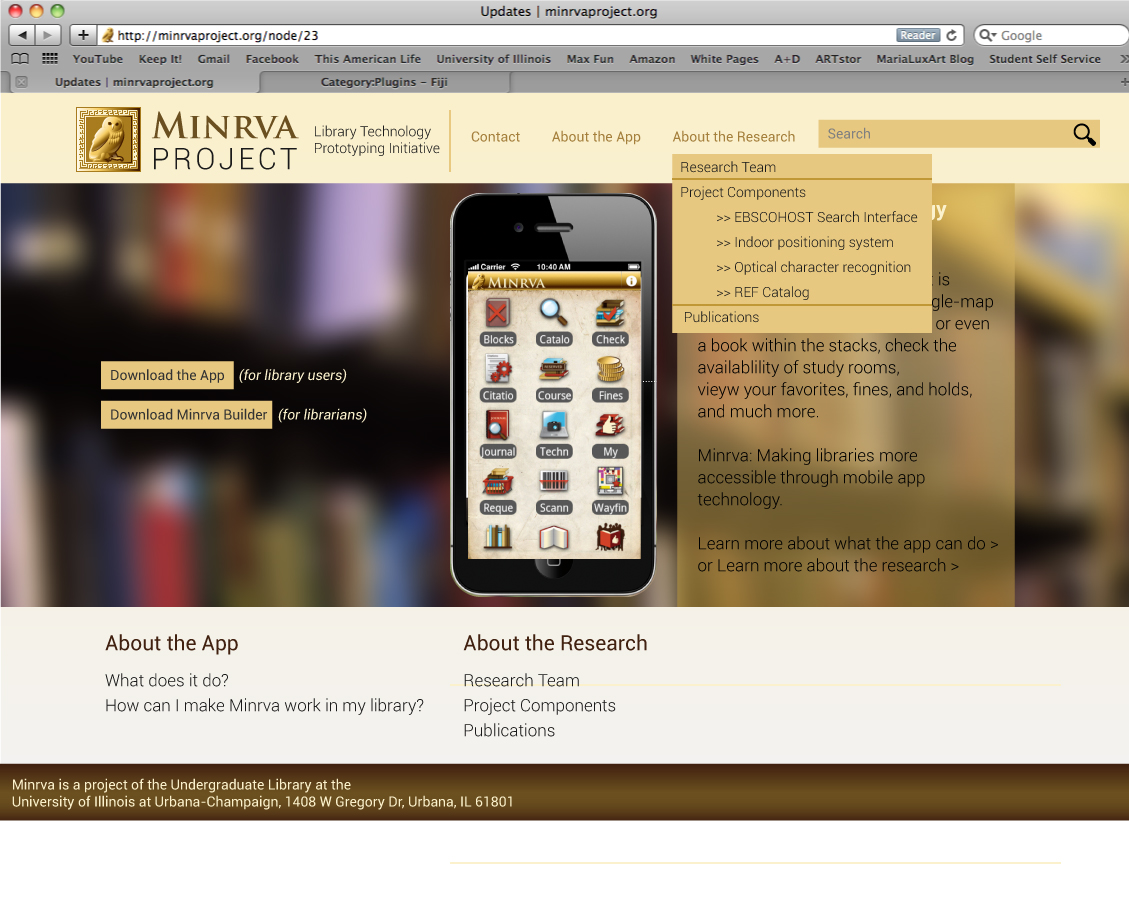 Updates | minrvaproject.org
http://minrvaproject.org/node/23
Reader
Google
YouTube Keep It! Gmail Facebook This American Life University of Illinois Max Fun Amazon White Pages A+D ARTstor MariaLuxArt Blog Student Self Service
Updates | minrvaproject.org
Category:Plugins – Fiji
MINRVA
PROJECT
Library Technology
Prototyping Initiative
Contact
About the App
About the Research
Search
Research Team
Project Components
>> EBSCOHOST Search Interface
>> Indoor positioning system
>> Optical character recognition
>> REF Catalog
Publications
gy
is
gle-map
or even
a book within the stacks, check the
availablility of study rooms,
vieyw your favorites, fines, and holds,
and much more.
Minrva: Making libraries more
accessible through mobile app
technology.
Learn more about what the app can do >
or Learn more about the research >
Download the App (for library users)
Download Minrva Builder (for librarians)
Carrier 10:40 AM
MINRVA
Blocks Catalo Check
Citatio Course Fines
Journal Techn My
Reque Scann Wayfin
About the App
What does it do?
How can I make Minrva work in my library?
About the Research
Research Team
Project Components
Publications
Minrva is a project of the Undergraduate Library at the
University of Illinois at Urbana-Champaign, 1408 W Gregory Dr, Urbana, IL 61801